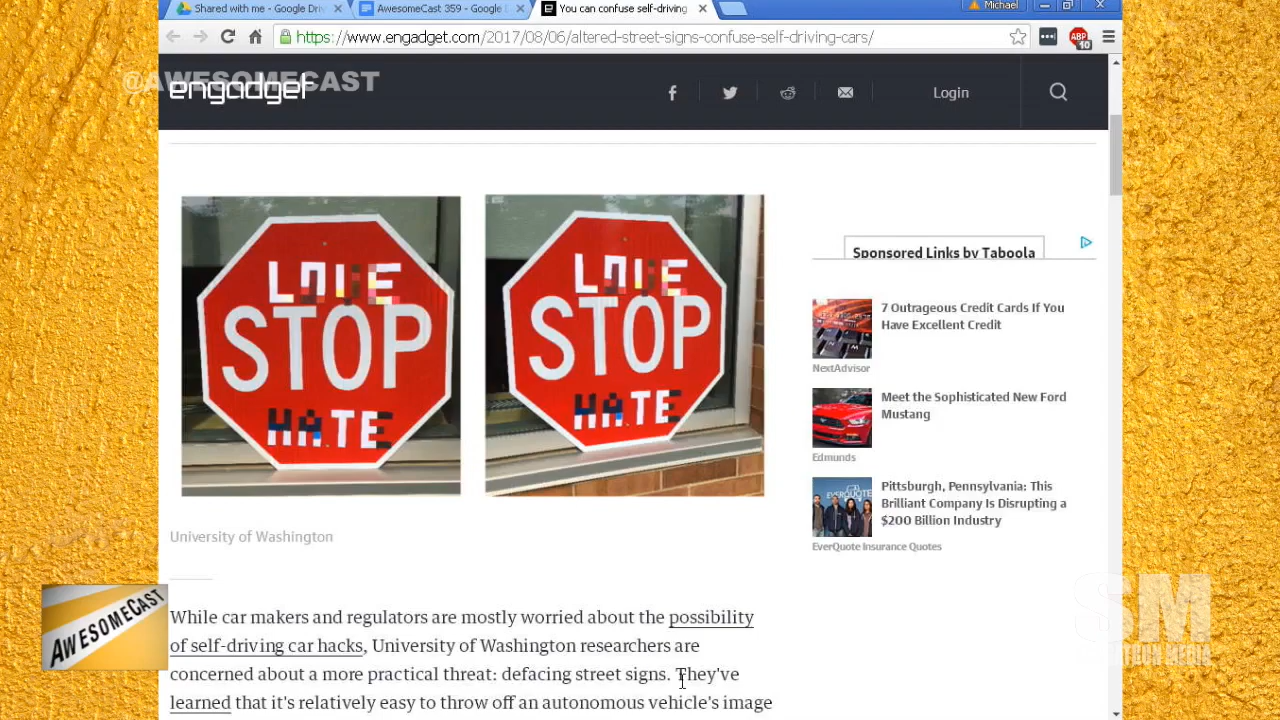 Shared with me - Google Driv
AwesomeCast 359 - Google
You can confuse self-driving
Michael
https://www.engadget.com/2017/08/06/altered-street-signs-confuse-self-driving-cars/
ABP
10
@AWESOMECAST
engadget
Login
LOVE
STOP
HATE
LOVE
STOP
HATE
Sponsored Links by Taboola
7 Outrageous Credit Cards If You
Have Excellent Credit
NextAdvisor
Meet the Sophisticated New Ford
Mustang
Edmunds
Pittsburgh, Pennsylvania: This
Brilliant Company Is Disrupting a
$200 Billion Industry
EverQuote Insurance Quotes
University of Washington
While car makers and regulators are mostly worried about the possibility
of self-driving car hacks, University of Washington researchers are
concerned about a more practical threat: defacing street signs. They've
learned that it's relatively easy to throw off an autonomous vehicle's image
AWESOMECAST
SM
MEDIA